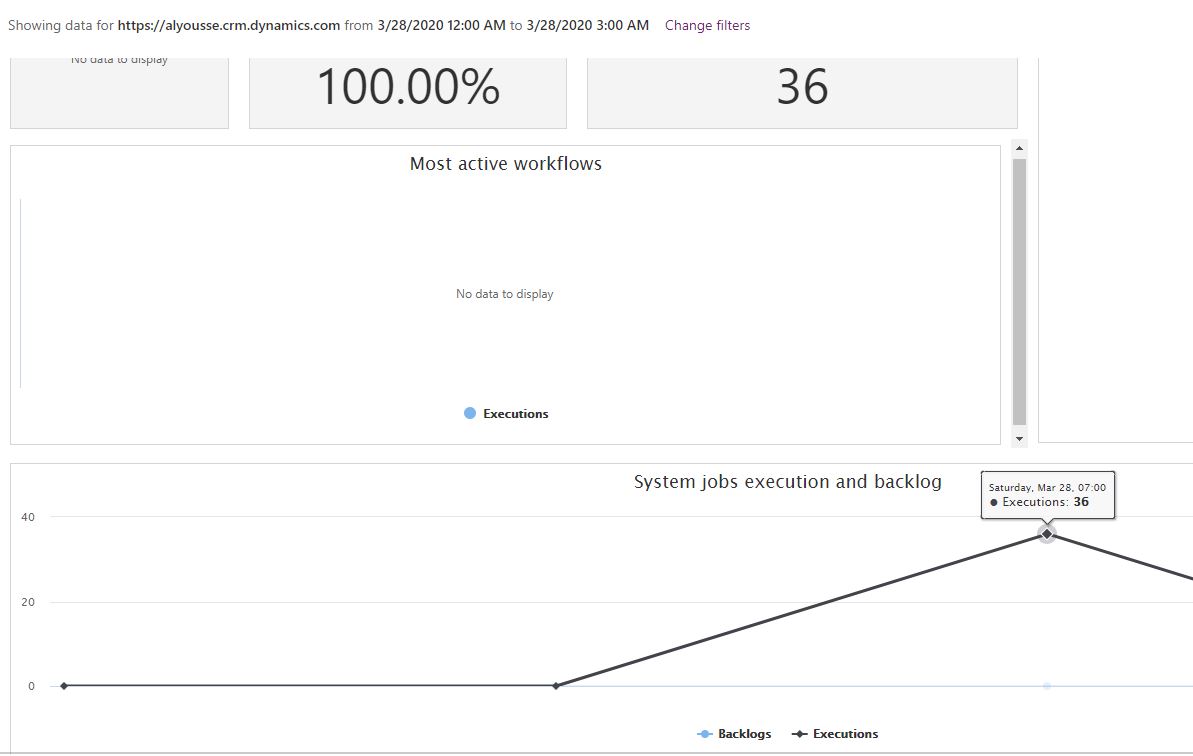 Showing data for https://alyousse.crm.dynamics.com from 3/28/2020 12:00 AM to 3/28/2020 3:00 AM Change filters
No data to display
100.00%
36
Most active workflows
No data to display
Executions
System jobs execution and backlog
Saturday, Mar 28, 07:00
Executions: 36
40
20
0
Backlogs Executions